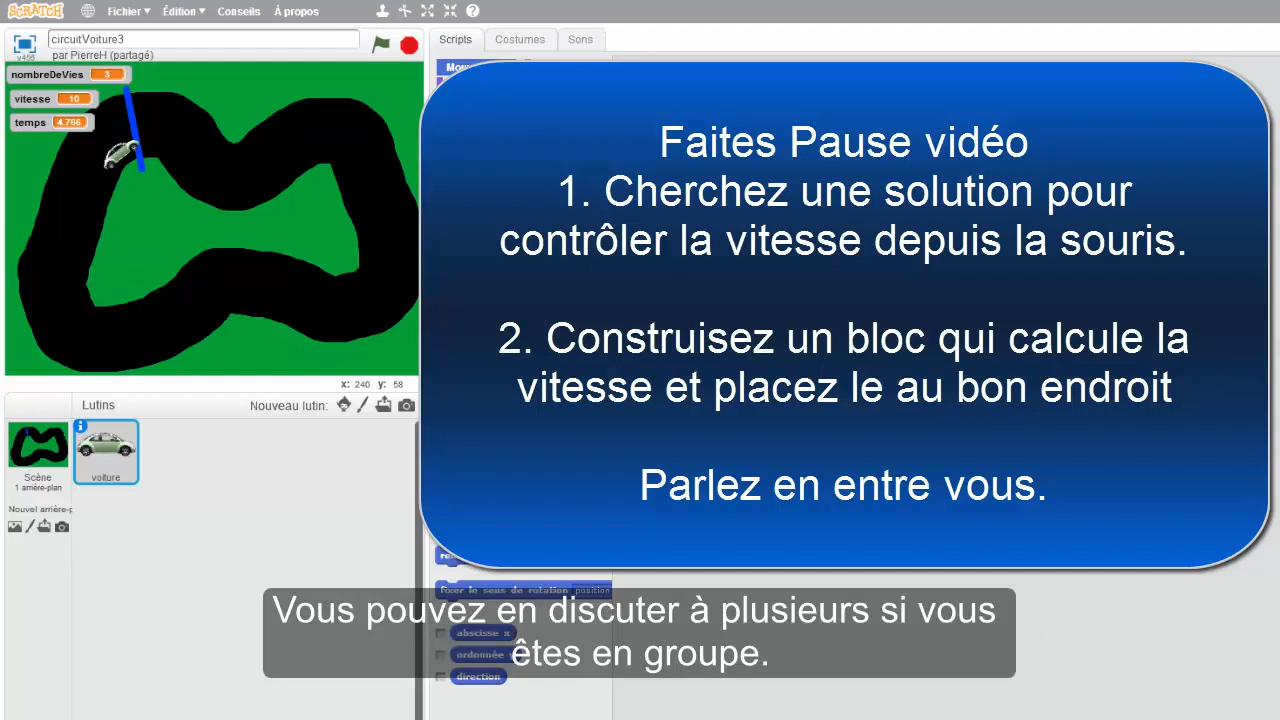 SCRATCH Fichier Édition Conseils À propos
v456 circuitVoiture3
par PierreH (partagé)
Scripts Costumes Sons
nombreDeVies 3
vitesse 10
temps 4.766
Faites Pause vidéo
1. Cherchez une solution pour
contrôler la vitesse depuis la souris.
2. Construisez un bloc qui calcule la
vitesse et placez le au bon endroit
Parlez en entre vous.
x: 240 y: 58
Lutins Nouveau lutin:
Scène
1 arrière-plan
voiture
Nouvel arrière-p
fixer le sens de rotation position
abscisse x
ordonnée
direction
Vous pouvez en discuter à plusieurs si vous
êtes en groupe.